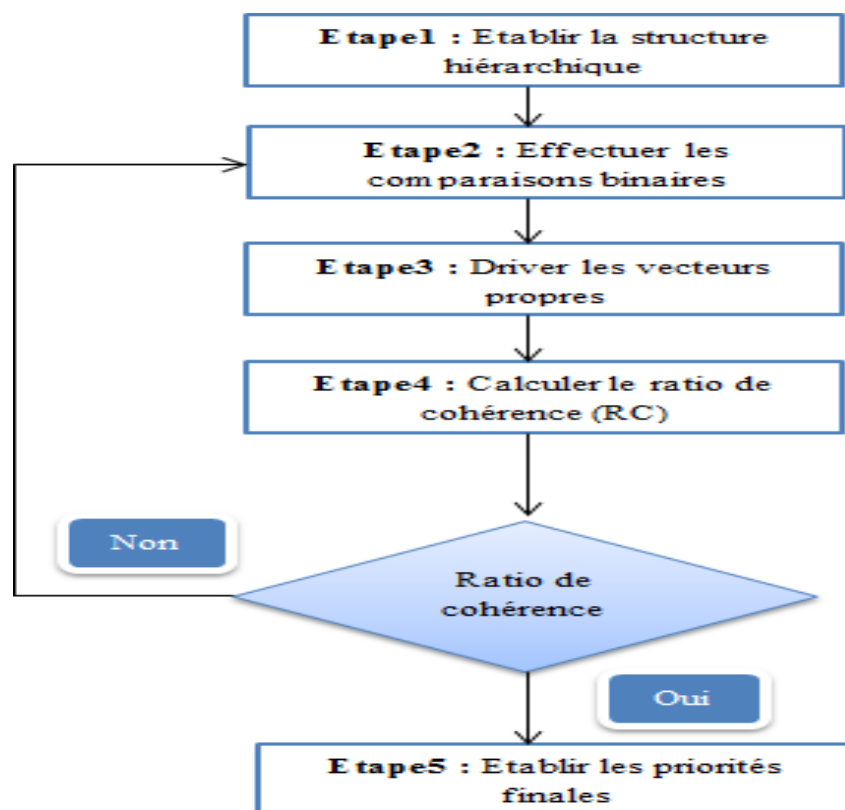 Etape1 : Etablir la structure
hiérarchique
Etape2 : Effectuer les
comparaisons binaires
Etape3 : Driver les vecteurs
propres
Etape4 : Calculer le ratio de
cohérence (RC)
Non
Ratio de
cohérence
Oui
Etape5 : Etablir les priorités
finales